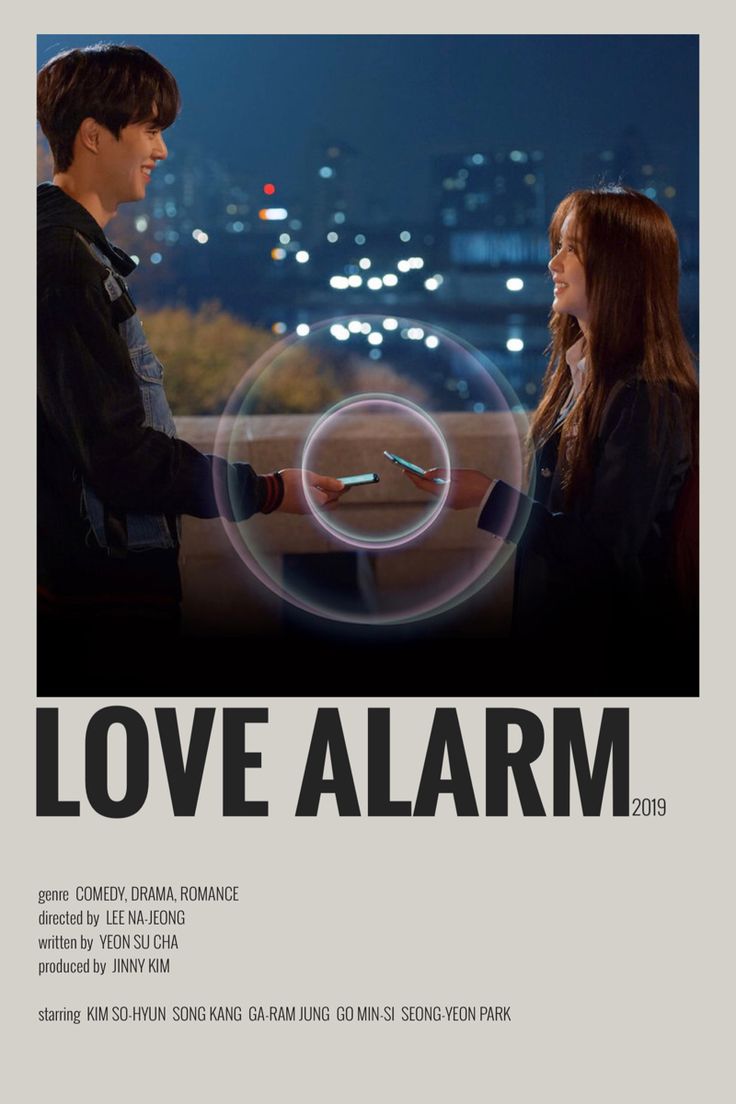 LOVE ALARM 2019
genre COMEDY, DRAMA, ROMANCE
directed by LEE NA-JEONG
written by YEON SU CHA
produced by JINNY KIM
starring KIM SO-HYUN SONG KANG GA-RAM JUNG GO MIN-SI SEONG-YEON PARK